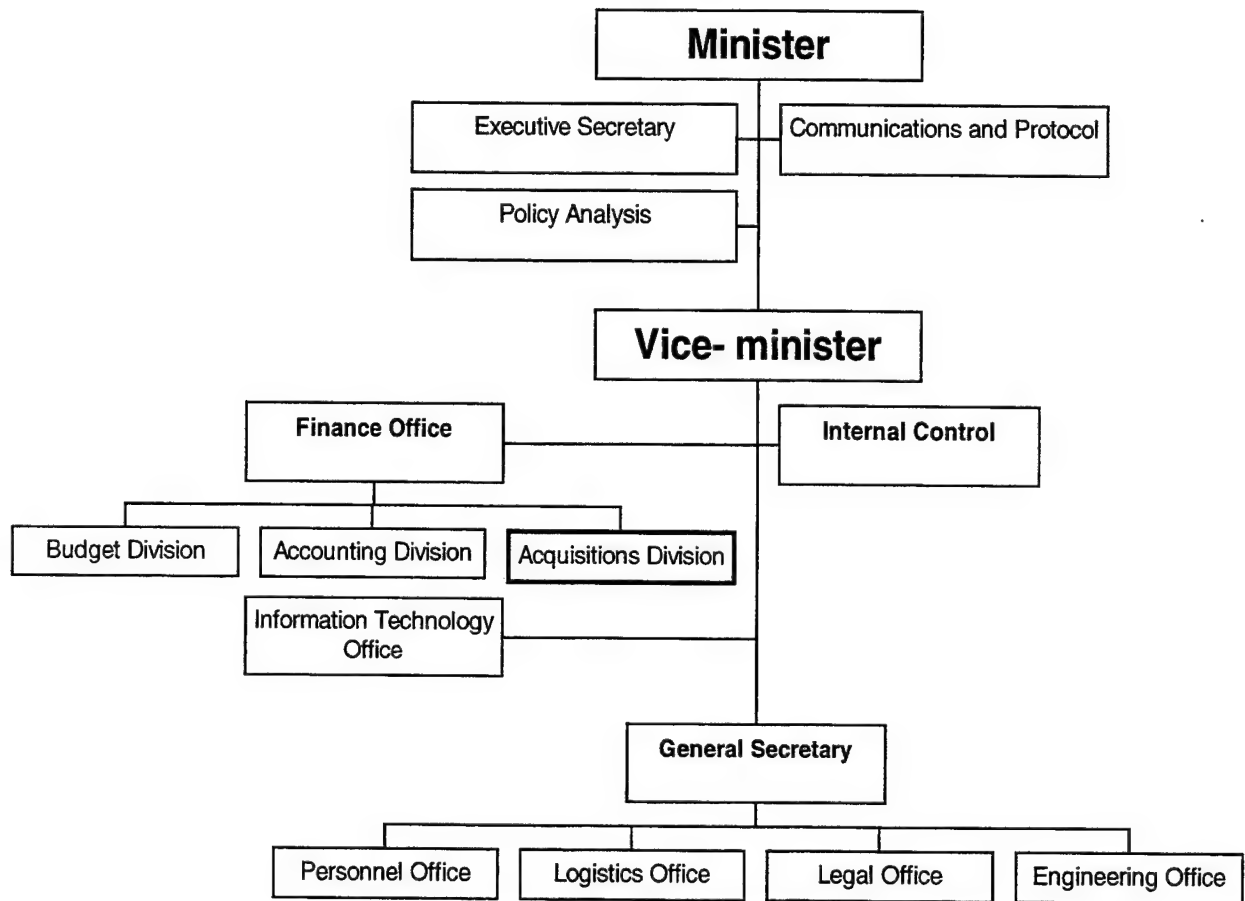 Minister
Executive Secretary
Communications and Protocol
Policy Analysis
Vice- minister
Finance Office
Internal Control
Budget Division
Accounting Division
Acquisitions Division
Information Technology
Office
General Secretary
Personnel Office
Logistics Office
Legal Office
Engineering Office